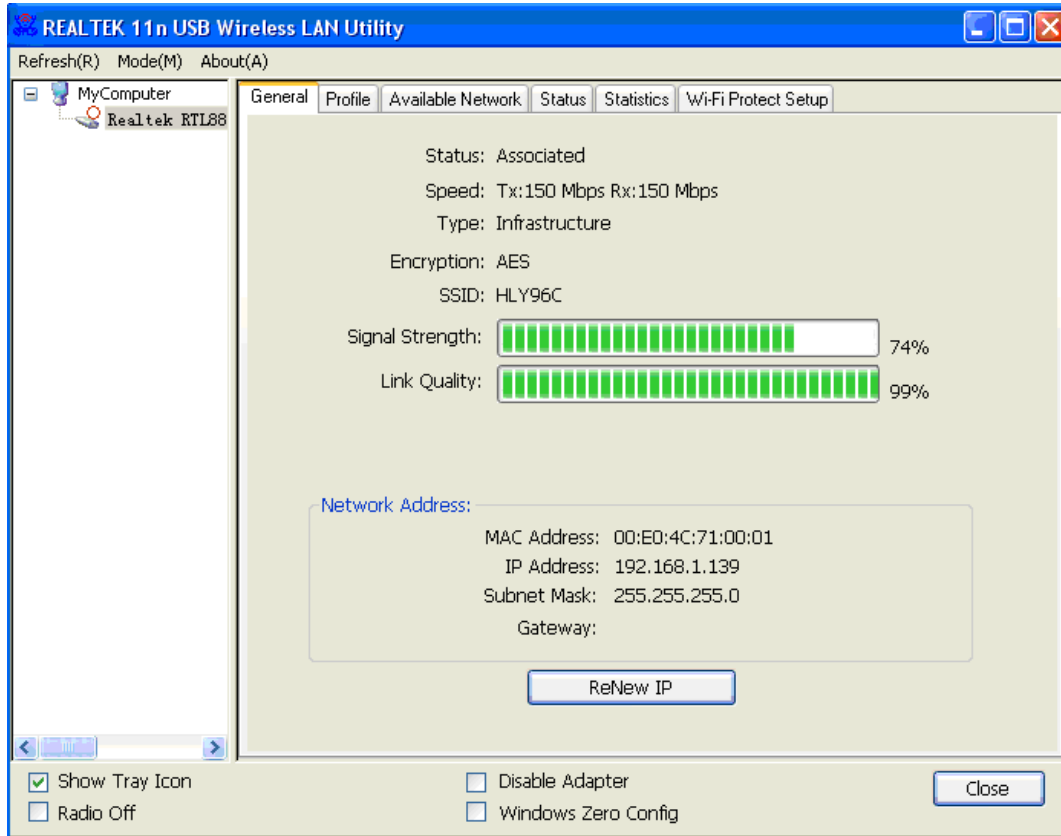 REALTEK 11n USB Wireless LAN Utility
Refresh(R) Mode(M) About(A)
MyComputer
Realtek RTL88
General Profile Available Network Status Statistics Wi-Fi Protect Setup
Status: Associated
Speed: Tx:150 Mbps Rx:150 Mbps
Type: Infrastructure
Encryption: AES
SSID: HLY96C
Signal Strength: 74%
Link Quality: 99%
Network Address:
MAC Address: 00:E0:4C:71:00:01
IP Address: 192.168.1.139
Subnet Mask: 255.255.255.0
Gateway:
ReNew IP
Show Tray Icon
Radio Off
Disable Adapter
Windows Zero Config
Close